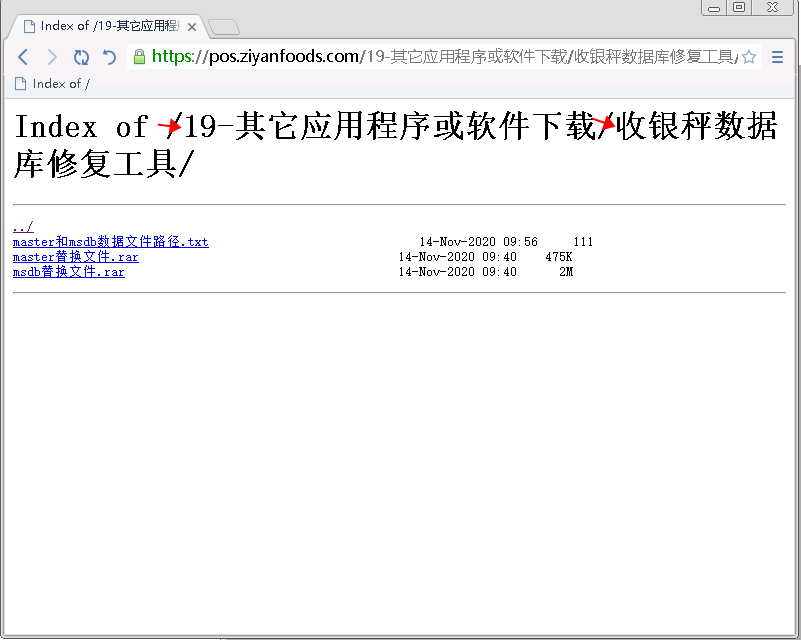 Index of /19-其它应用程序
https://pos.ziyanfoods.com/19-其它应用程序或软件下载/收银秤数据库修复工具/
Index of /
Index of /19-其它应用程序或软件下载/收银秤数据
库修复工具/
../
master和msdb数据文件路径.txt 14-Nov-2020 09:56 111
master替换文件.rar 14-Nov-2020 09:40 475K
msdb替换文件.rar 14-Nov-2020 09:40 2M